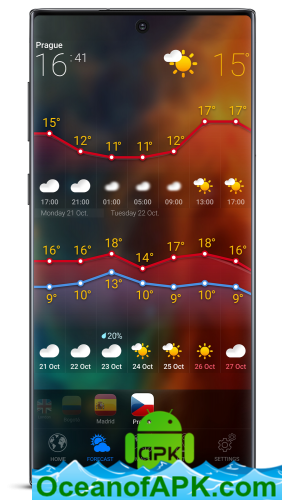 Prague
16 :41
15°
15° 12° 11° 11° 12° 17° 17°
17:00 21:00 01:00 05:00 09:00 13:00 17:00
Monday 21 Oct. Tuesday 22 Oct.
16° 16° 18° 14° 17° 18° 16°
9° 10° 13° 10° 9° 10° 9°
20%
21 Oct 22 Oct 23 Oct 24 Oct 25 Oct 26 Oct 27 Oct
Madrid
HOME FORECAST SETTINGS
APK
OceanofAPK.com